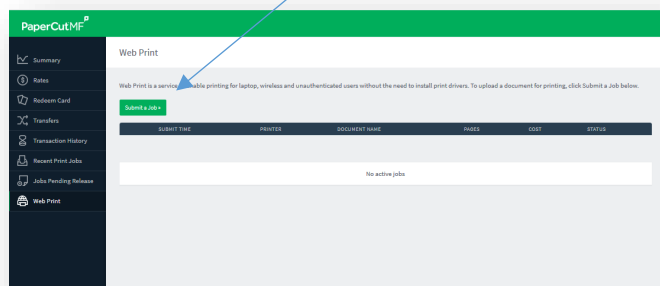 PaperCutMF
Summary
Rates
Redeem Card
Transfers
Transaction History
Recent Print Jobs
Jobs Pending Release
Web Print
Web Print
Web Print is a service able printing for laptop, wireless and unauthenticated users without the need to install print drivers. To upload a document for printing, click Submit a Job below.
Submit a Job »
SUBMIT TIME PRINTER DOCUMENT NAME PAGES COST STATUS
No active jobs